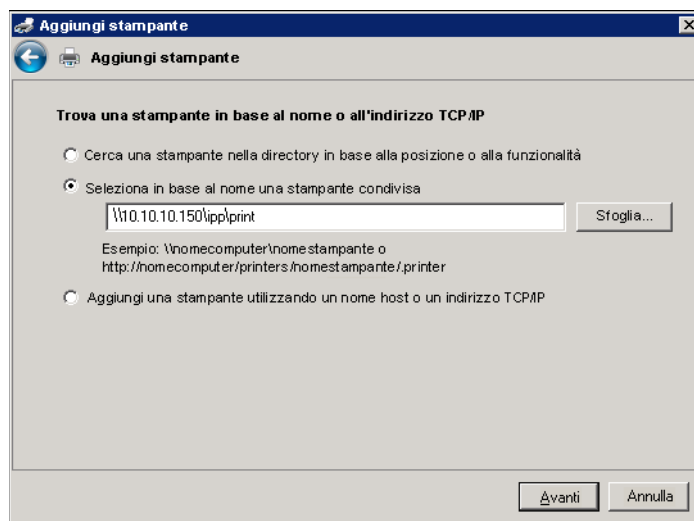 Aggiungi stampante
Aggiungi stampante
Trova una stampante in base al nome o all'indirizzo TCP/IP
Cerca una stampante nella directory in base alla posizione o alla funzionalità
Seleziona in base al nome una stampante condivisa
\\10.10.10.150\ipp\print
Sfoglia...
Esempio: \\nomecomputer\nomestampante o
http://nomecomputer/printers/nomestampante/.printer
Aggiungi una stampante utilizzando un nome host o un indirizzo TCP/IP
Avanti
Annulla